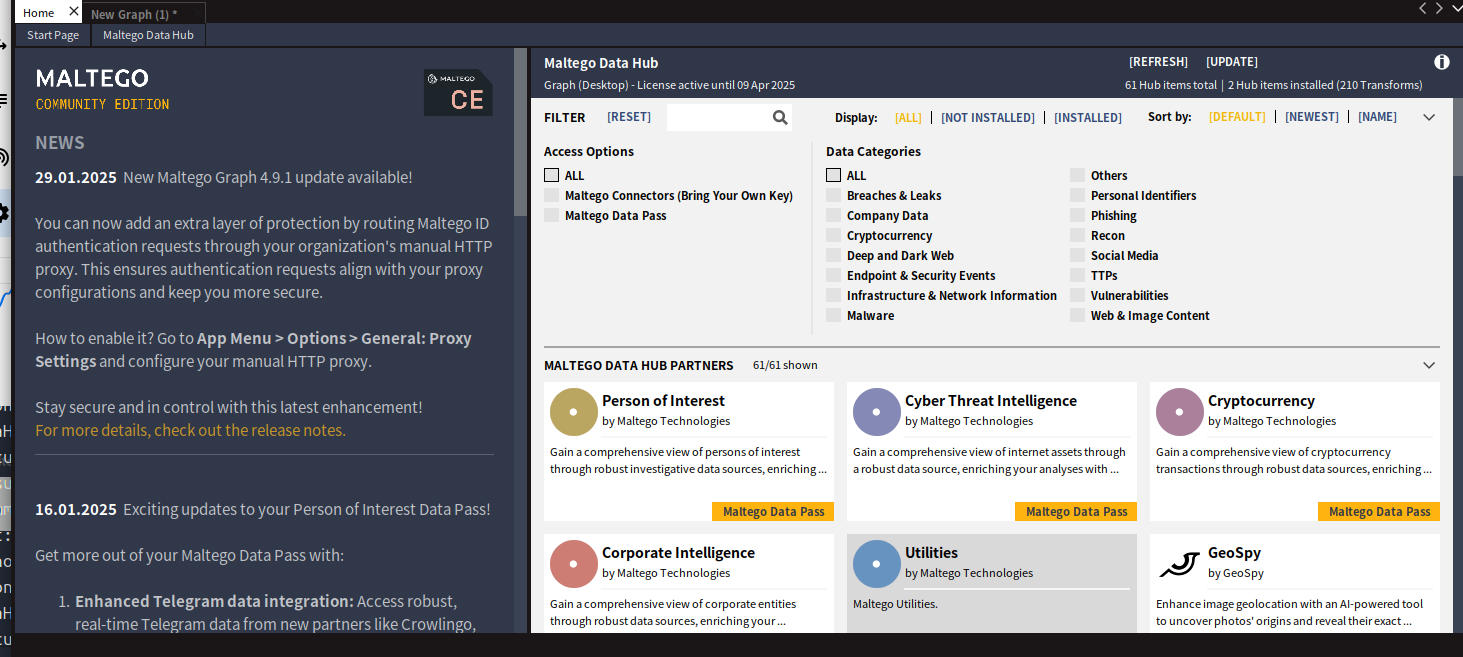 Home
New Graph (1) *
Start Page
Maltego Data Hub
MALTEGO
COMMUNITY EDITION
MALTEGO
CE
NEWS
29.01.2025 New Maltego Graph 4.9.1 update available!
You can now add an extra layer of protection by routing Maltego ID
authentication requests through your organization's manual HTTP
proxy. This ensures authentication requests align with your proxy
configurations and keep you more secure.
How to enable it? Go to App Menu > Options > General: Proxy
Settings and configure your manual HTTP proxy.
Stay secure and in control with this latest enhancement!
For more details, check out the release notes.
16.01.2025 Exciting updates to your Person of Interest Data Pass!
Get more out of your Maltego Data Pass with:
1. Enhanced Telegram data integration: Access robust,
real-time Telegram data from new partners like Crowlingo,
Maltego Data Hub
[REFRESH] [UPDATE]
Graph (Desktop) - License active until 09 Apr 2025
61 Hub items total | 2 Hub items installed (210 Transforms)
FILTER [RESET]
Display: [ALL] | [NOT INSTALLED] | [INSTALLED]
Sort by: [DEFAULT] | [NEWEST] | [NAME]
Access Options
ALL
Maltego Connectors (Bring Your Own Key)
Maltego Data Pass
Data Categories
ALL
Breaches & Leaks
Company Data
Cryptocurrency
Deep and Dark Web
Endpoint & Security Events
Infrastructure & Network Information
Malware
Others
Personal Identifiers
Phishing
Recon
Social Media
TTPs
Vulnerabilities
Web & Image Content
MALTEGO DATA HUB PARTNERS 61/61 shown
Person of Interest
by Maltego Technologies
Gain a comprehensive view of persons of interest
through robust investigative data sources, enriching ...
Maltego Data Pass
Cyber Threat Intelligence
by Maltego Technologies
Gain a comprehensive view of internet assets through
a robust data source, enriching your analyses with ...
Maltego Data Pass
Cryptocurrency
by Maltego Technologies
Gain a comprehensive view of cryptocurrency
transactions through robust data sources, enriching ...
Maltego Data Pass
Corporate Intelligence
by Maltego Technologies
Gain a comprehensive view of corporate entities
through robust data sources, enriching your ...
Utilities
by Maltego Technologies
Maltego Utilities.
GeoSpy
by GeoSpy
Enhance image geolocation with an AI-powered tool
to uncover photos' origins and reveal their exact ...